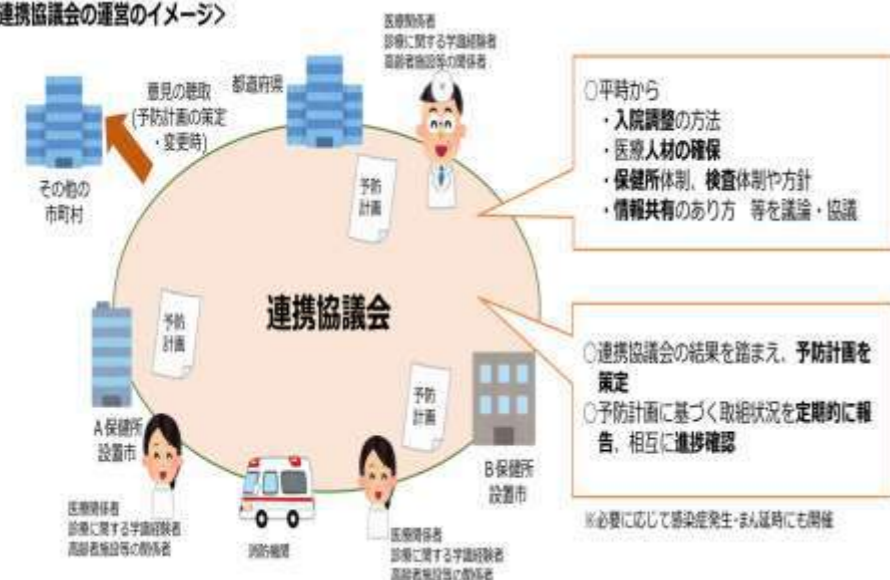 連携協議会の運営のイメージ>
医療関係者
診療に関する学識経験者
高齢者施設等の関係者
都道府県
意見の聴取
(予防計画の策定
・変更時)
その他の
市町村
予防
計画
○平時から
・入院調整の方法
・医療人材の確保
・保健所体制、検査体制や方針
・情報共有のあり方 等を議論・協議
連携協議会
予防
計画
予防
計画
○連携協議会の結果を踏まえ、予防計画を
策定
○予防計画に基づく取組状況を定期的に報
告、相互に進捗確認
A保健所
設置市
B保健所
設置市
医療関係者
診療に関する学識経験者
高齢者施設等の関係者
消防機関
医療関係者
診療に関する学識経験者
高齢者施設等の関係者
※必要に応じて感染症発生・まん延時にも開催